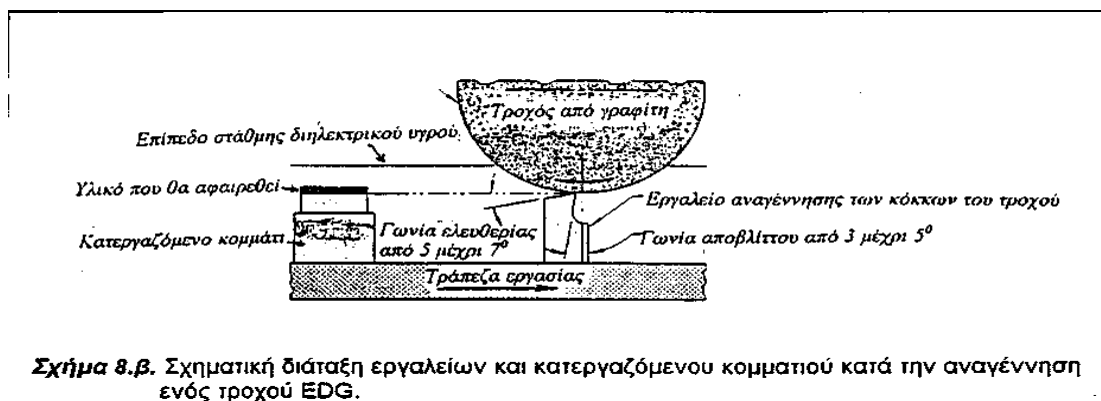 Τροχός από γραφίτη
Επίπεδο στάθμης διηλεκτρικού υγρού
Υλικό που θα αφαιρεθεί
Εργαλείο αναγέννησης των κόκκων του τροχού
Κατεργαζόμενο κομμάτι
Γωνία ελευθερίας
από 5 μέχρι 7⁰
Γωνία αποβλίττου από 3 μέχρι 5⁰
Τράπεζα εργασίας
Σχήμα 8.β. Σχηματική διάταξη εργαλείων και κατεργαζόμενου κομματιού κατά την αναγέννηση
ενός τροχού EDG.